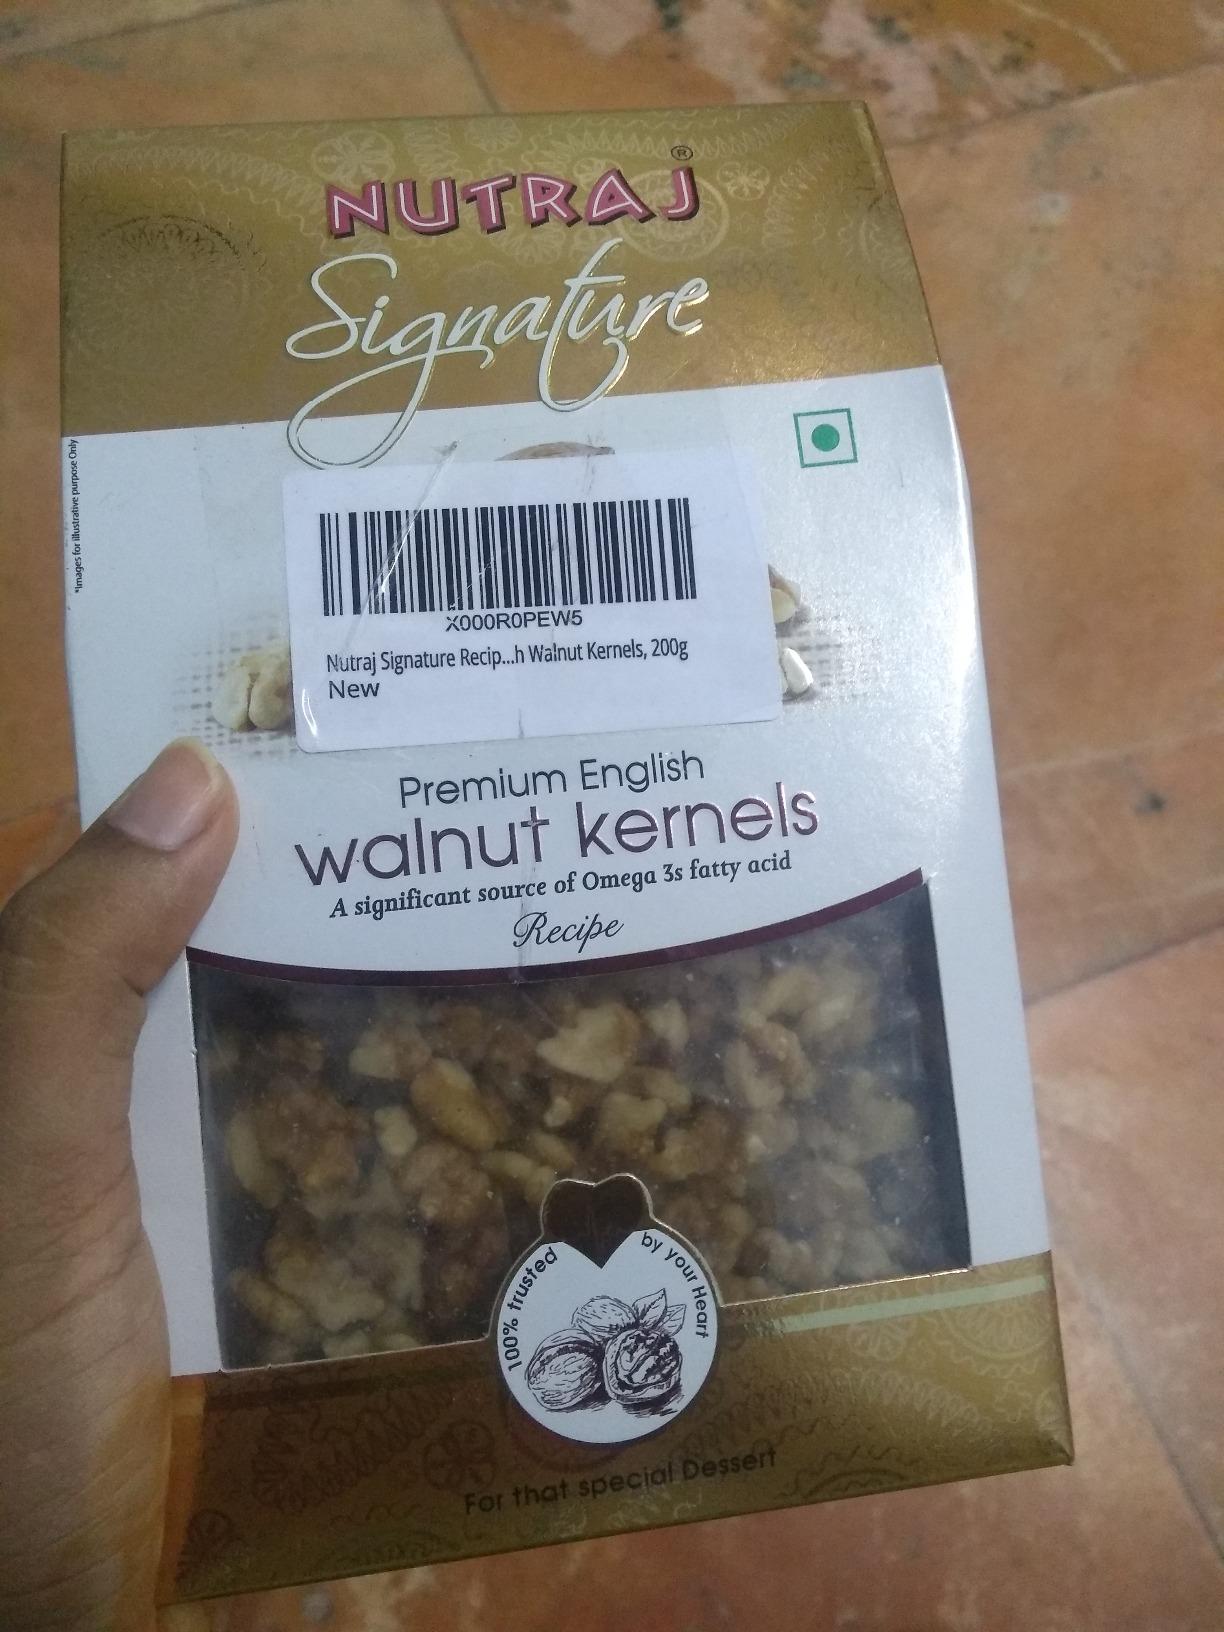 NUTRAJ®
Signature
*Images for illustrative purpose Only
X000R0PEW5
Nutraj Signature Recip...h Walnut Kernels, 200g
New
Premium English
walnut kernels
A significant source of Omega 3s fatty acid
Recipe
100% trusted by your Heart
For that special Dessert